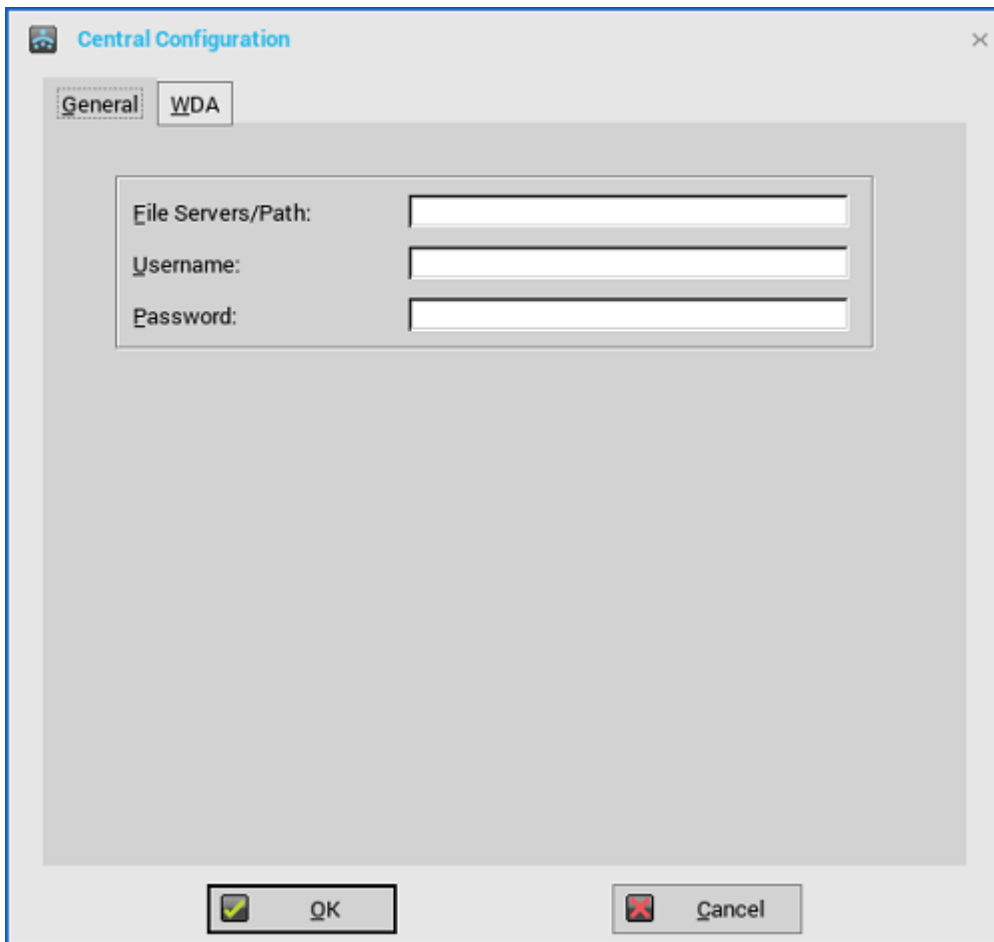 Central Configuration
General WDA
File Servers/Path:
Username:
Password:
OK Cancel